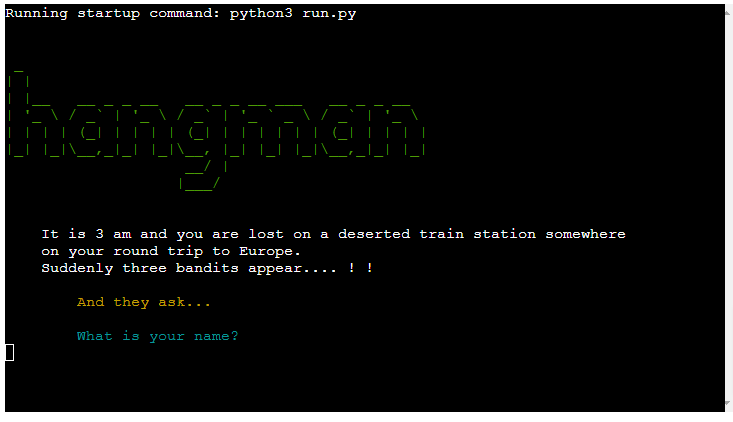 Running startup command: python3 run.py
hangman
It is 3 am and you are lost on a deserted train station somewhere
on your round trip to Europe.
Suddenly three bandits appear.... ! !
And they ask...
What is your name?